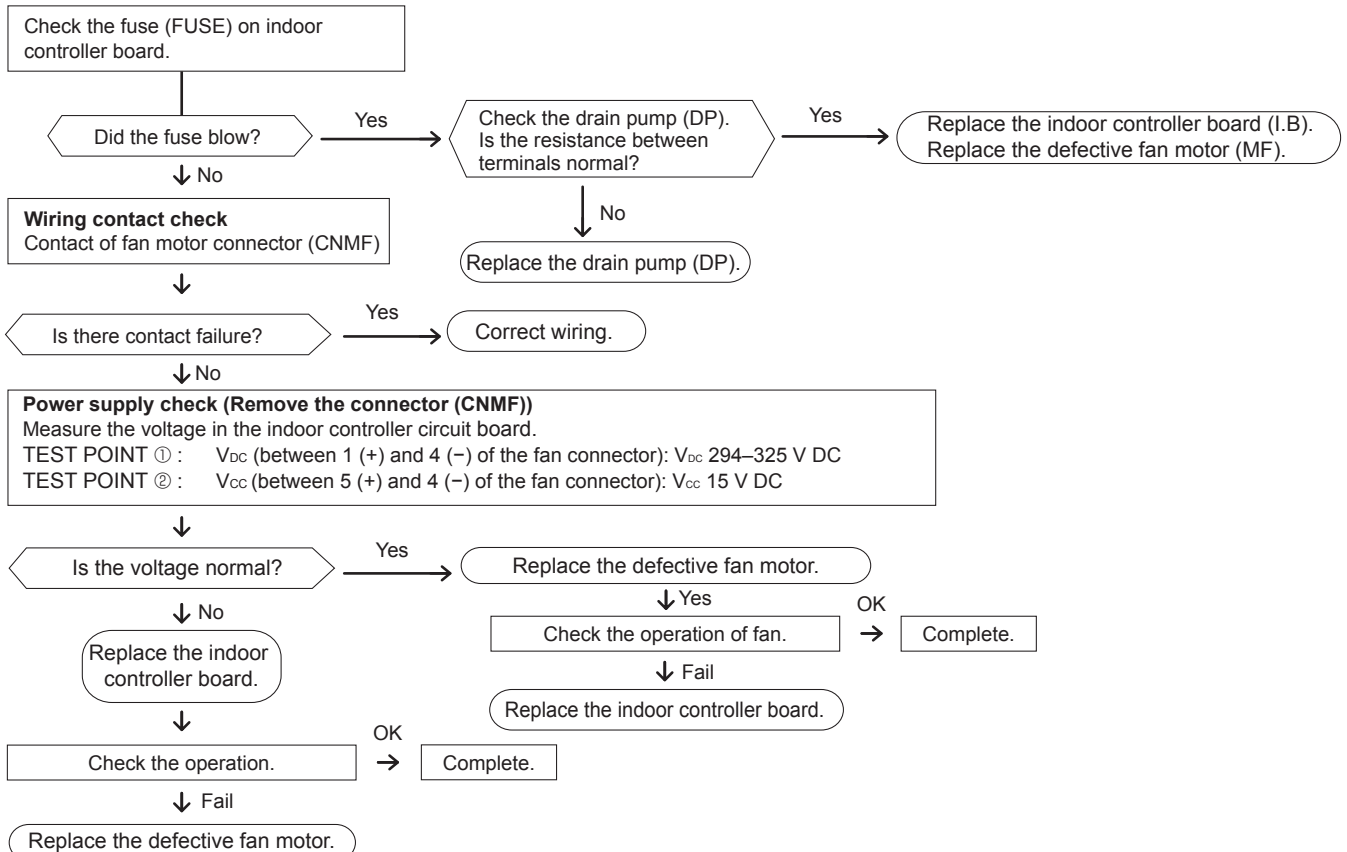 Check the fuse (FUSE) on indoor
controller board.
Did the fuse blow?
Yes
Check the drain pump (DP).
Is the resistance between
terminals normal?
Yes
Replace the indoor controller board (I.B).
Replace the defective fan motor (MF).
No
No
Replace the drain pump (DP).
Wiring contact check
Contact of fan motor connector (CNMF)
Is there contact failure?
Yes
Correct wiring.
No
Power supply check (Remove the connector (CNMF))
Measure the voltage in the indoor controller circuit board.
TEST POINT ① : VDC (between 1 (+) and 4 (−) of the fan connector): VDC 294–325 V DC
TEST POINT ② : VCC (between 5 (+) and 4 (−) of the fan connector): Vcc 15 V DC
Is the voltage normal?
Yes
Replace the defective fan motor.
Yes
Check the operation of fan.
OK
Complete.
Fail
Replace the indoor controller board.
No
Replace the indoor
controller board.
Check the operation.
OK
Complete.
Fail
Replace the defective fan motor.